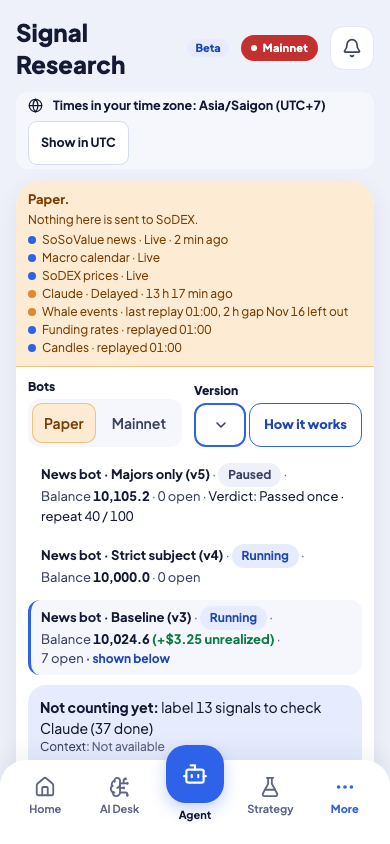 Signal
Research
Beta
Mainnet
Times in your time zone: Asia/Saigon (UTC+7)
Show in UTC
Paper.
Nothing here is sent to SoDEX.
SoSoValue news · Live · 2 min ago
Macro calendar · Live
SoDEX prices · Live
Claude · Delayed · 13 h 17 min ago
Whale events · last replay 01:00, 2 h gap Nov 16 left out
Funding rates · replayed 01:00
Candles · replayed 01:00
Bots
Version
Paper
Mainnet
How it works
News bot · Majors only (v5) · Paused ·
Balance 10,105.2 · 0 open · Verdict: Passed once ·
repeat 40 / 100
News bot · Strict subject (v4) · Running ·
Balance 10,000.0 · 0 open
News bot · Baseline (v3) · Running ·
Balance 10,024.6 (+$3.25 unrealized) ·
7 open · shown below
Not counting yet: label 13 signals to check
Claude (37 done)
Context: Not available
Home
AI Desk
Agent
Strategy
More